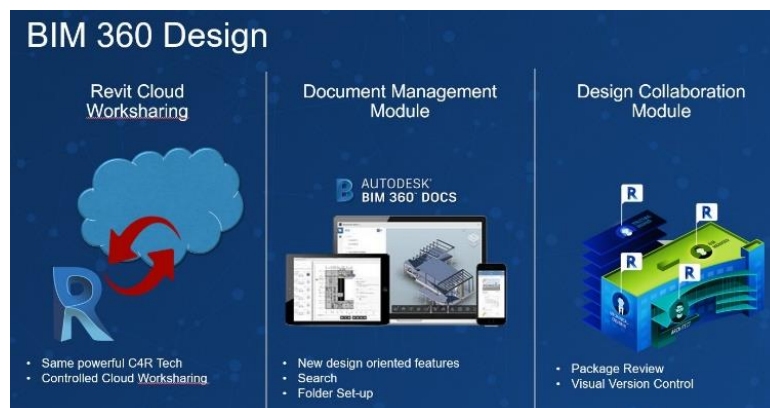 BIM 360 Design
Revit Cloud
Worksharing
R
• Same powerful C4R Tech
• Controlled Cloud Worksharing
Document Management
Module
AUTODESK®
BIM 360™ DOCS
• New design oriented features
• Search
• Folder Set-up
Design Collaboration
Module
R
R
R
R
• Package Review
• Visual Version Control